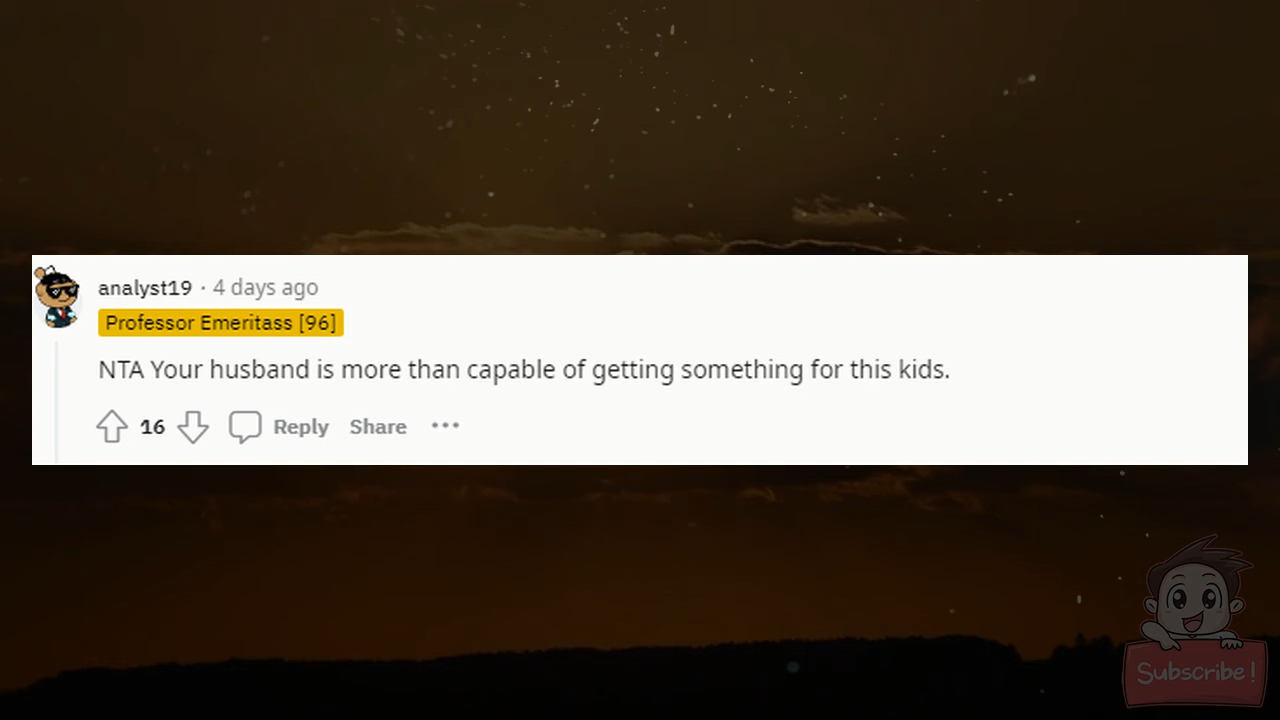 analyst19 · 4 days ago
Professor Emeritass [96]
NTA Your husband is more than capable of getting something for this kids.
16 Reply Share •••
Subscribe!